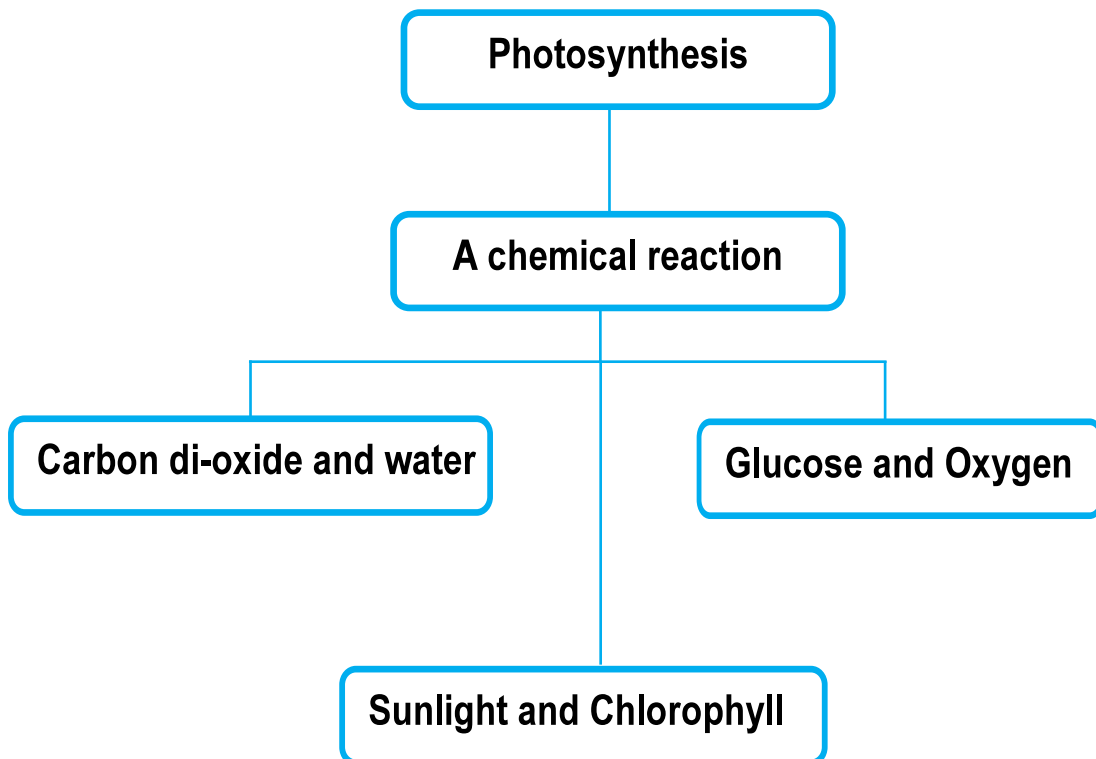 Photosynthesis
A chemical reaction
Carbon di-oxide and water
Glucose and Oxygen
Sunlight and Chlorophyll